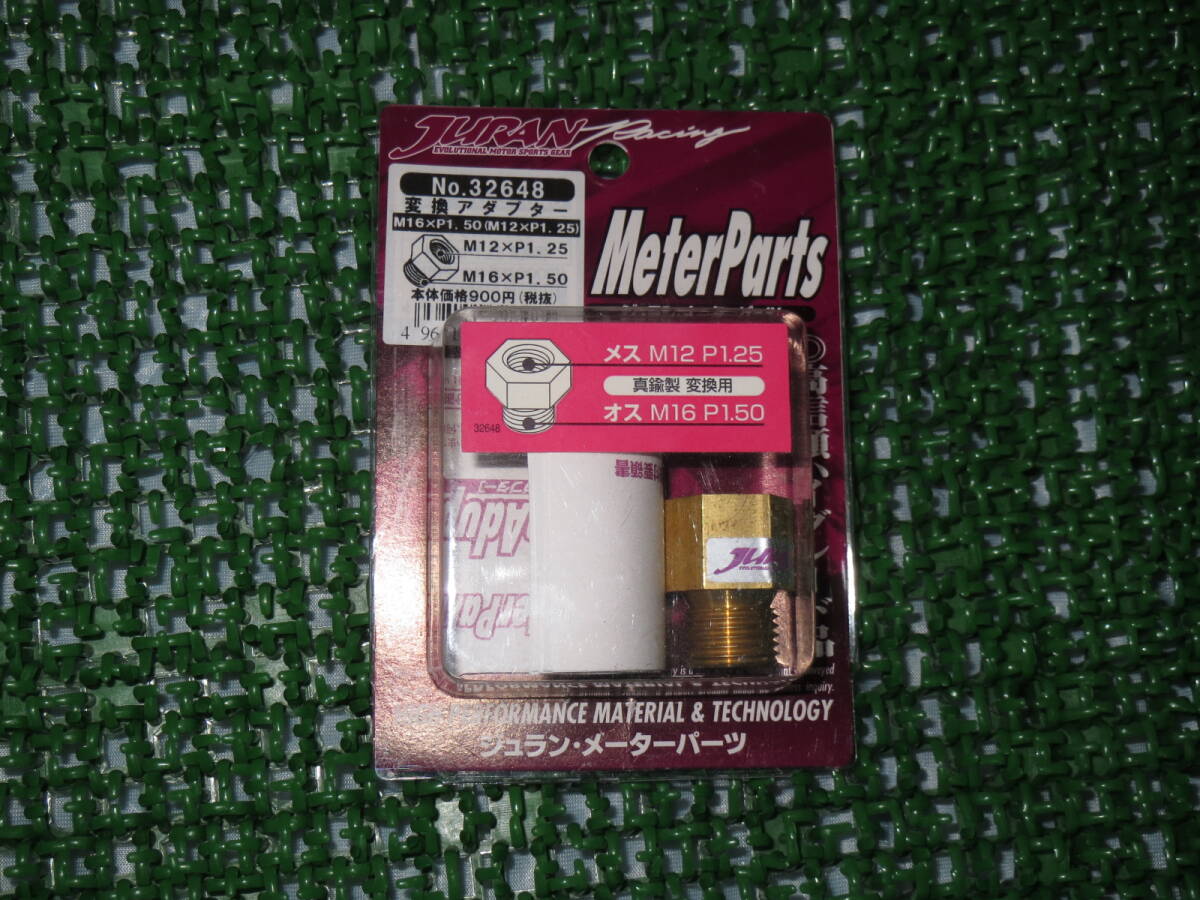 JURAN Racing
EVOLUTIONAL MOTOR SPORTS GEAR
No.32648
変換アダプター
M16×P1.50(M12×P1.25)
M12×P1.25
M16×P1.50
本体価格900円(税抜)
4 96
MeterParts
メス M12 P1.25
真鍮製 変換用
オス M16 P1.50
32648
JUR
PERFORMANCE MATERIAL & TECHNOLOGY
ジュラン・メーターパーツ